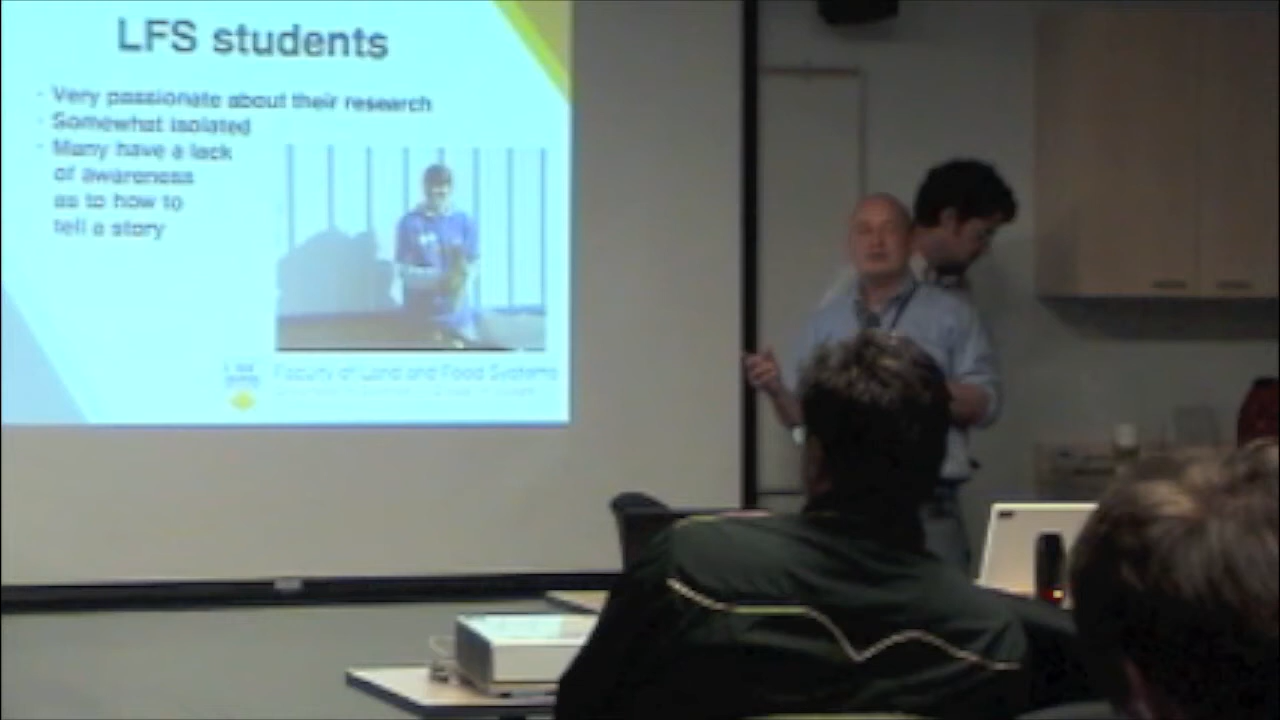 LFS students
· Very passionate about their research
· Somewhat isolated
· Many have a lack
of awareness
as to how to
tell a story
Faculty of Land and Food Systems